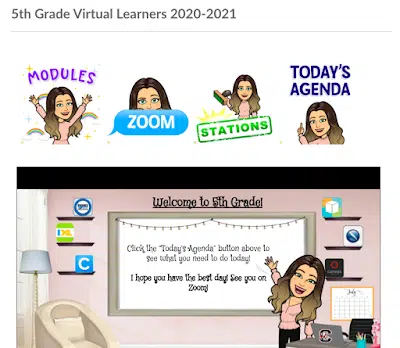 5th Grade Virtual Learners 2020-2021
MODULES
ZOOM
STATIONS
TODAY'S
AGENDA
Welcome to 5th Grade!
Click the "Today's Agenda" button above to
see what you need to do today!
I hope you have the best day! See you on
Zoom!
IXL
C
July